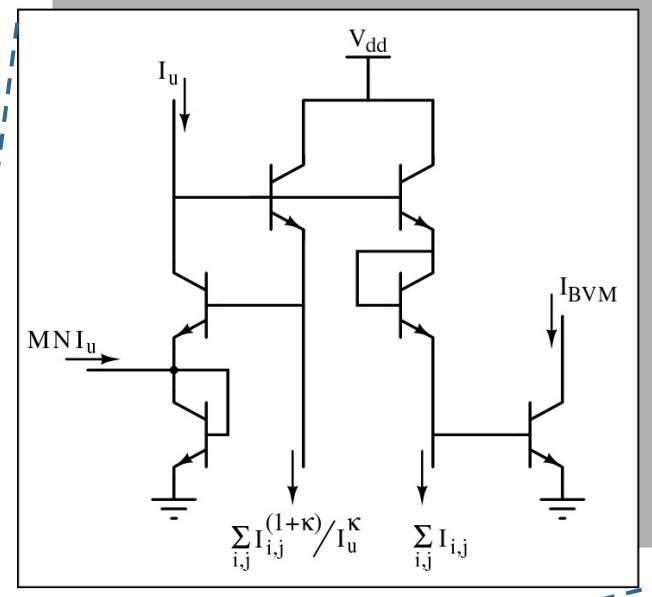 V_dd
I_u
I_BVM
MNI_u
∑_{i,j} I_{i,j}^{(1+κ)}/I_u^κ
∑_{i,j} I_{i,j}